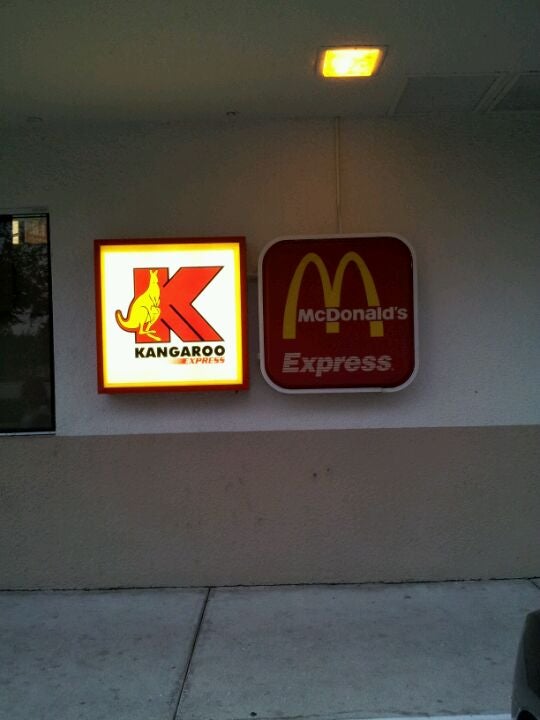 K
KANGAROO
EXPRESS
McDonald's
Express